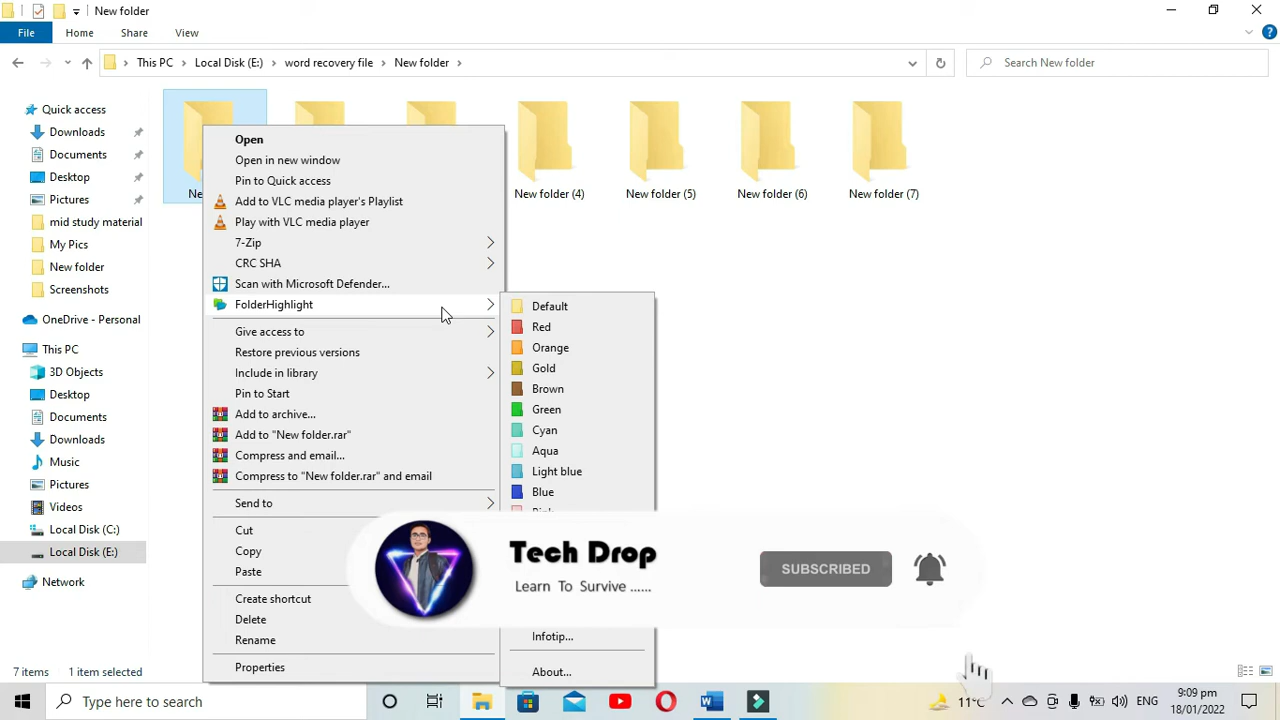 New folder
File Home Share View
This PC Local Disk (E:) word recovery file New folder
Search New folder
Quick access
Downloads
Documents
Desktop
Pictures
mid study material
My Pics
New folder
Screenshots
OneDrive - Personal
This PC
3D Objects
Desktop
Documents
Downloads
Music
Pictures
Videos
Local Disk (C:)
Local Disk (E:)
Network
New folder (4) New folder (5) New folder (6) New folder (7)
Open
Open in new window
Pin to Quick access
Add to VLC media player's Playlist
Play with VLC media player
7-Zip
CRC SHA
Scan with Microsoft Defender...
FolderHighlight
Give access to
Restore previous versions
Include in library
Pin to Start
Add to archive...
Add to "New folder.rar"
Compress and email...
Compress to "New folder.rar" and email
Send to
Cut
Copy
Paste
Create shortcut
Delete
Rename
Properties
Default
Red
Orange
Gold
Brown
Green
Cyan
Aqua
Light blue
Blue
Infotip...
About...
Tech Drop
Learn To Survive ......
SUBSCRIBED
7 items 1 item selected
Type here to search
11°C
ENG
9:09 pm
18/01/2022